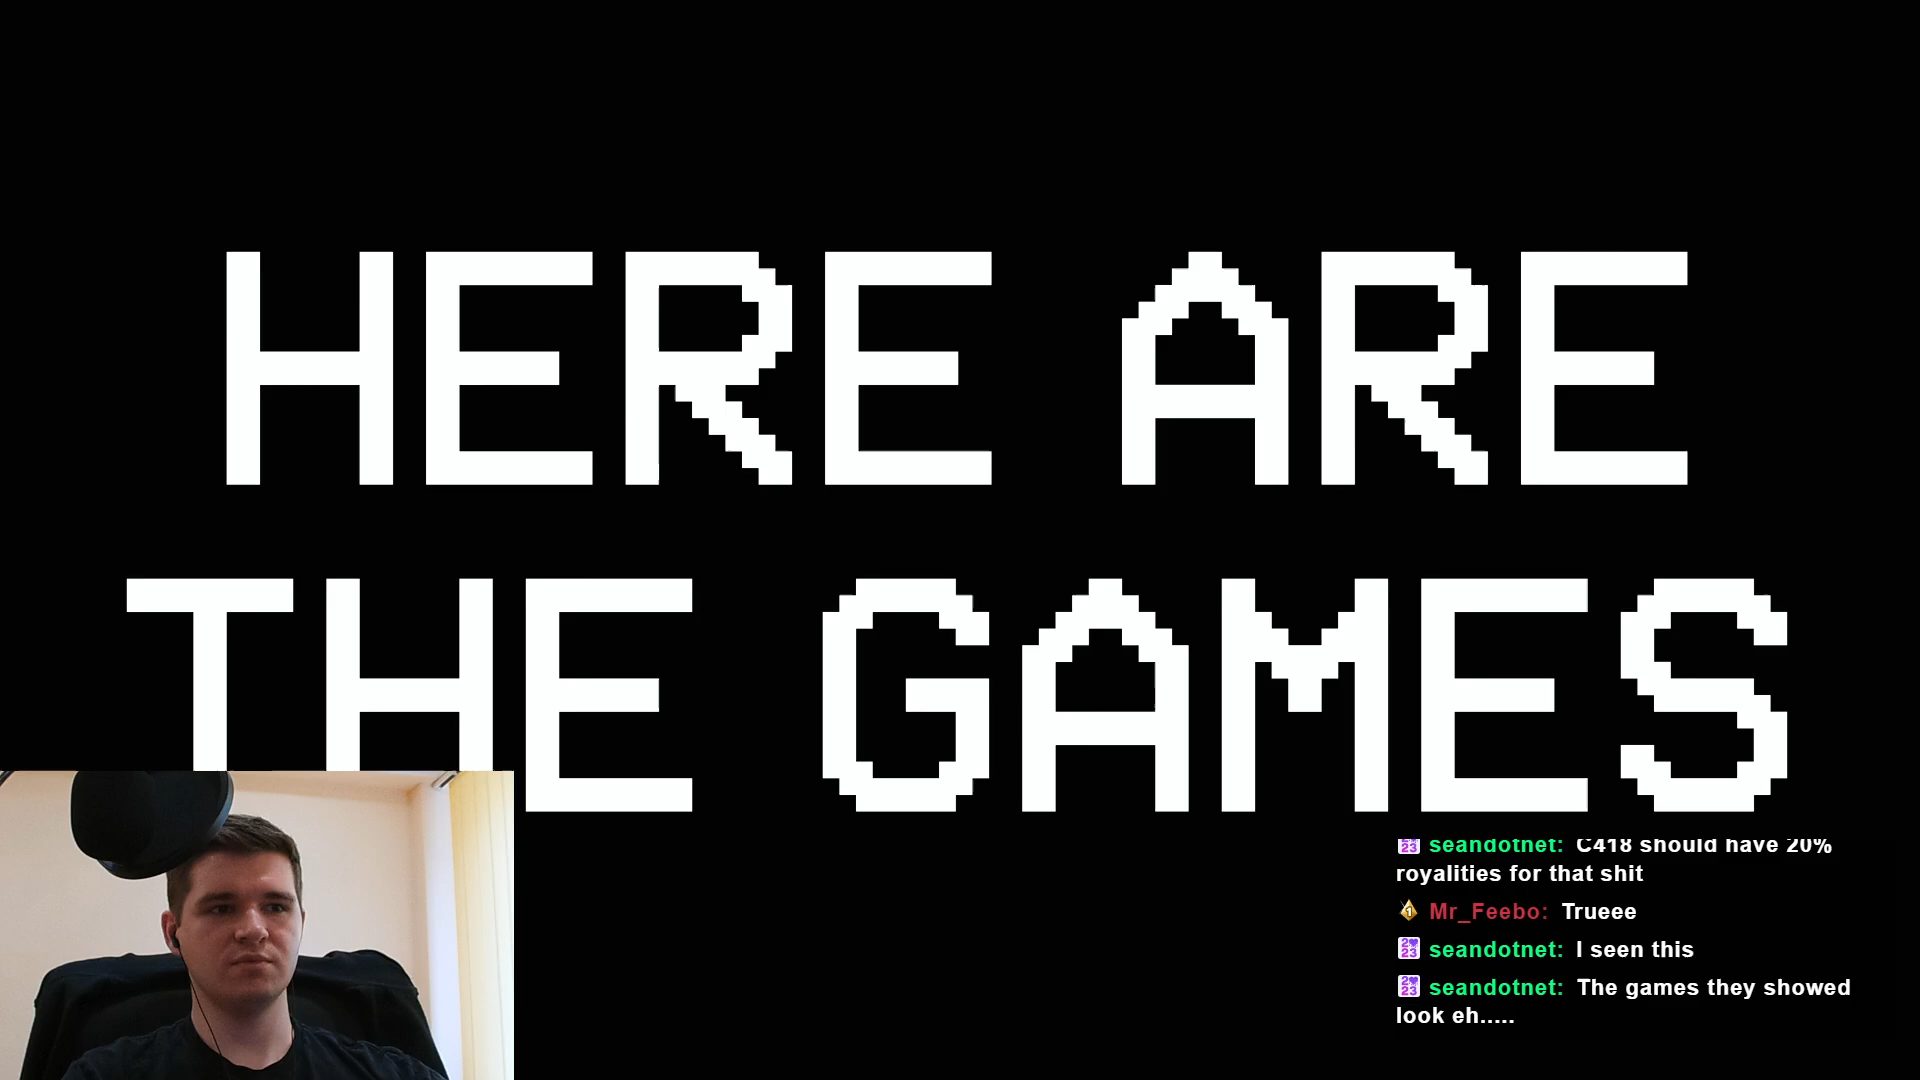 HERE ARE
THE GAMES
seandotnet: C418 should have 20%
royalities for that shit
Mr_Feebo: Trueee
seandotnet: I seen this
seandotnet: The games they showed
look eh.....